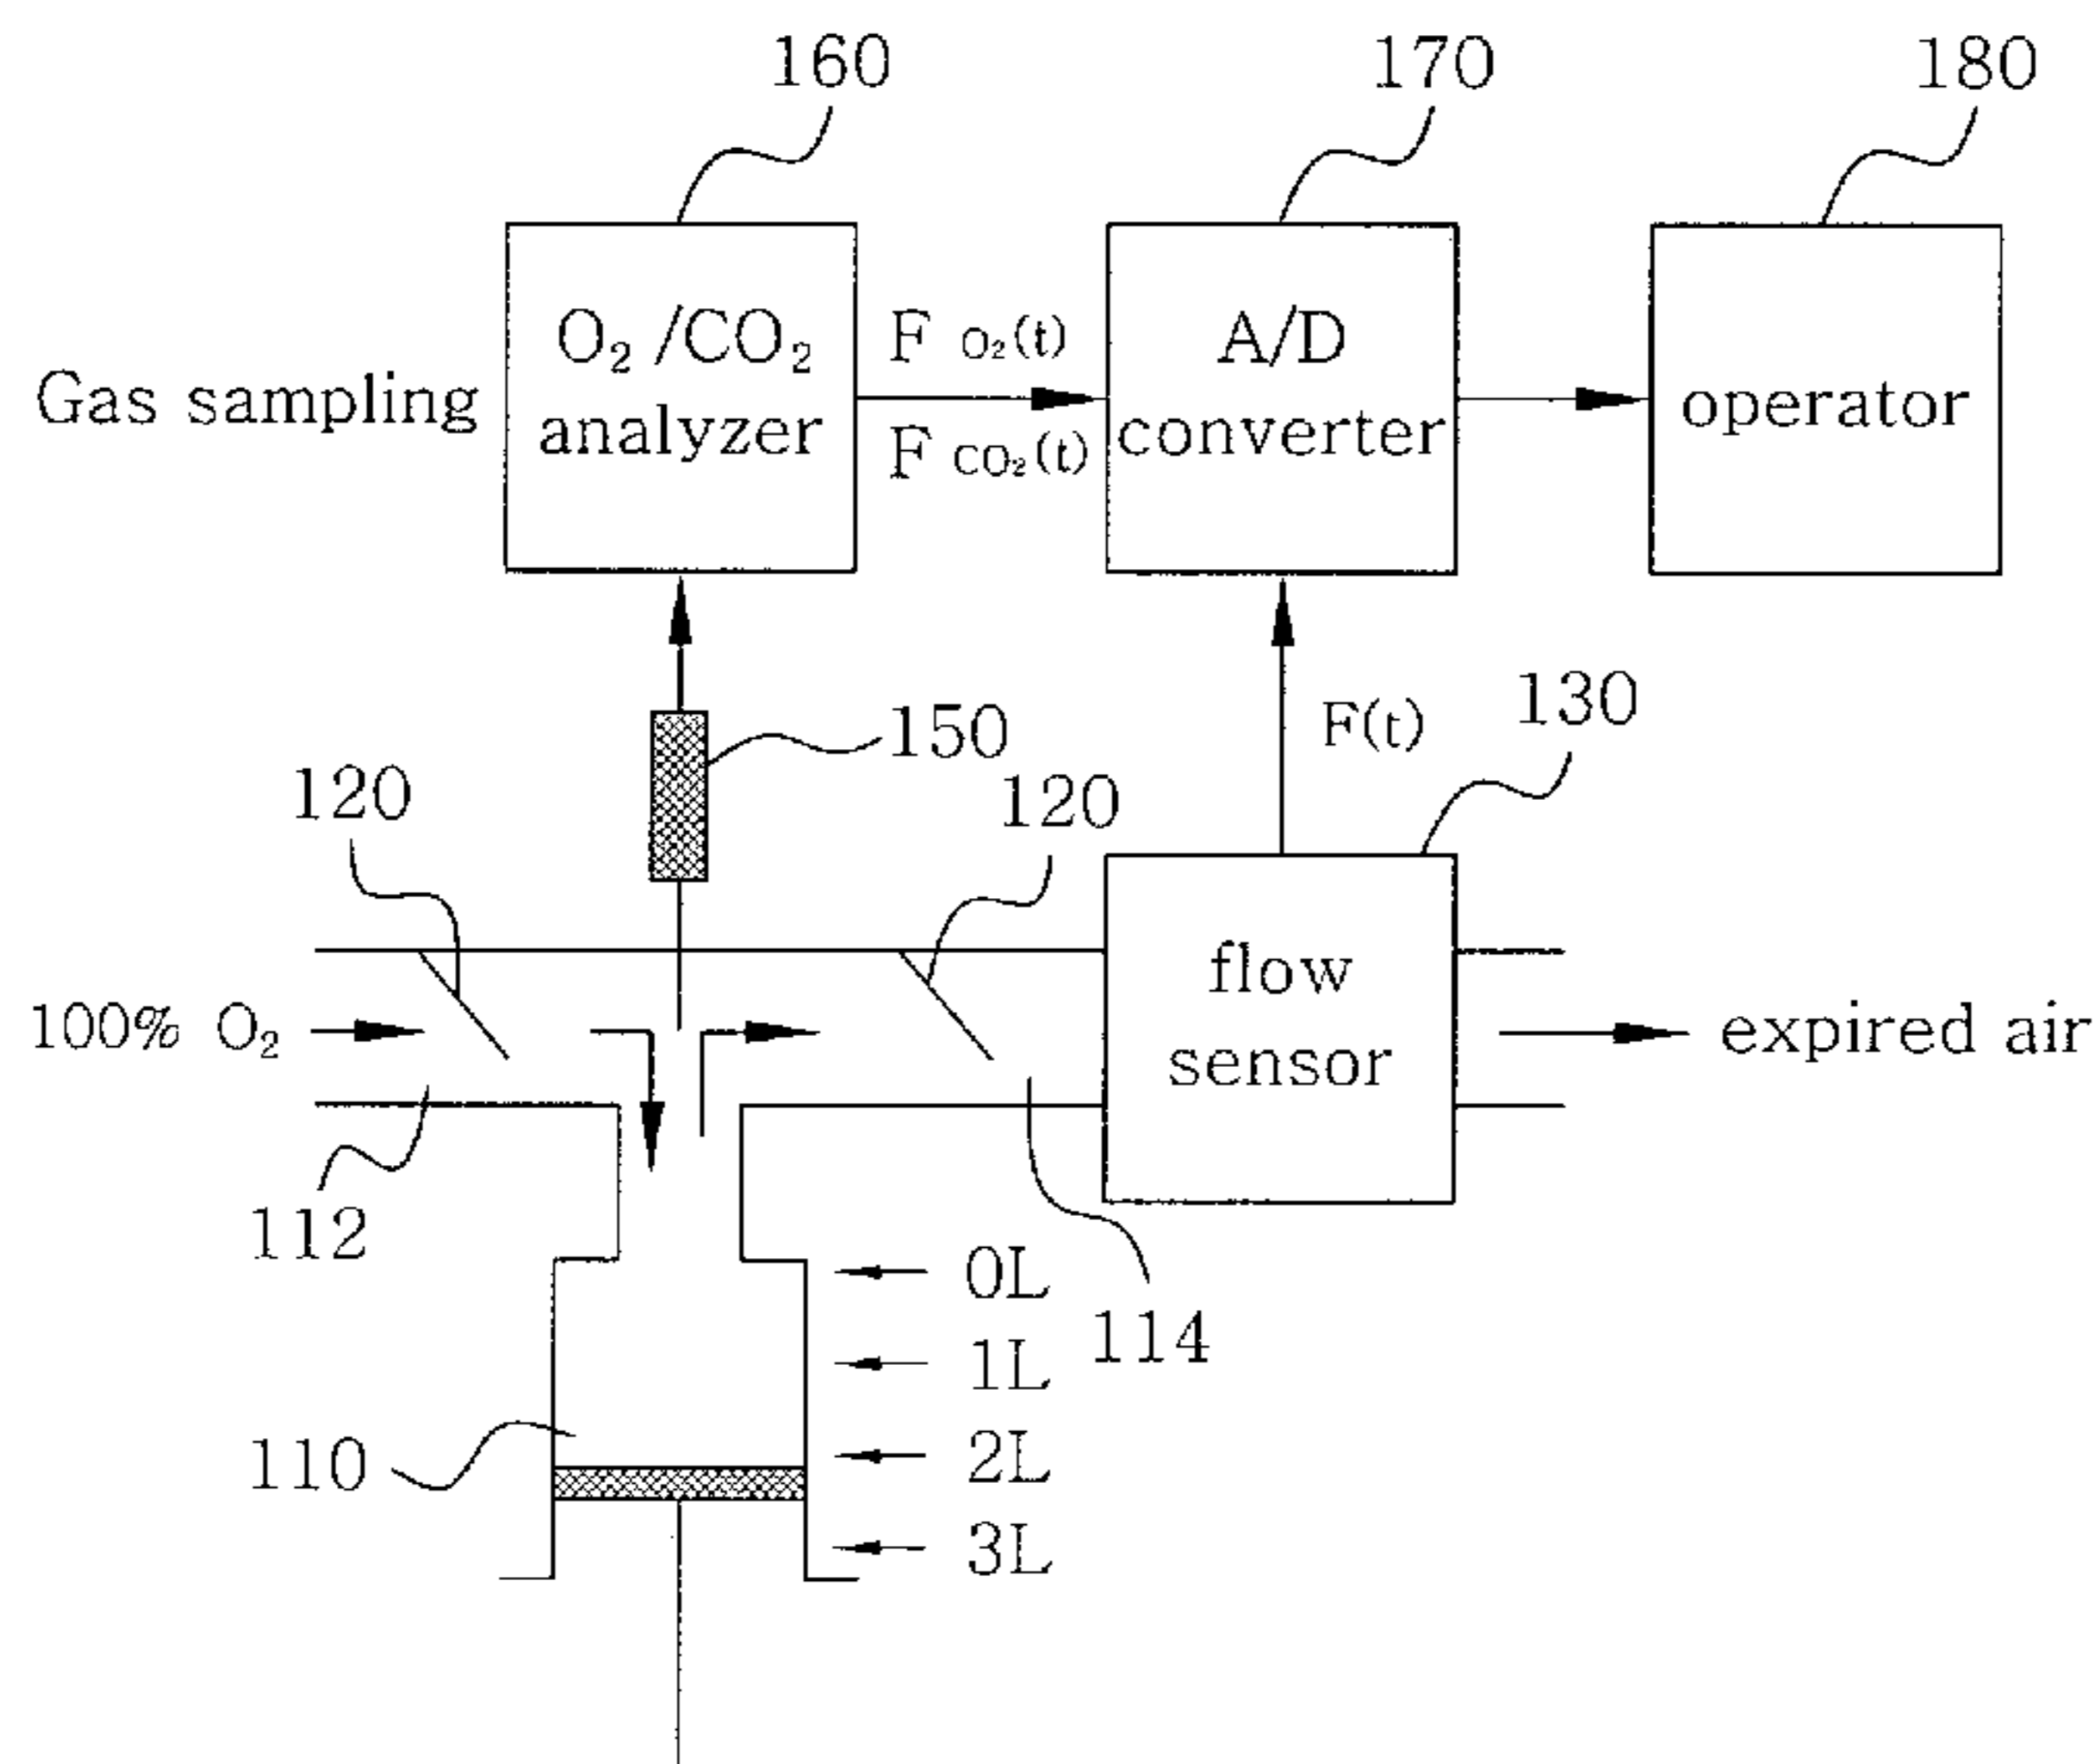 160
170
180
O₂ /CO₂
analyzer
Gas sampling
F O₂(t)
F CO₂(t)
A/D
converter
operator
150
120
120
F(t)
130
100% O₂
flow
sensor
expired air
112
114
0L
1L
2L
3L
110